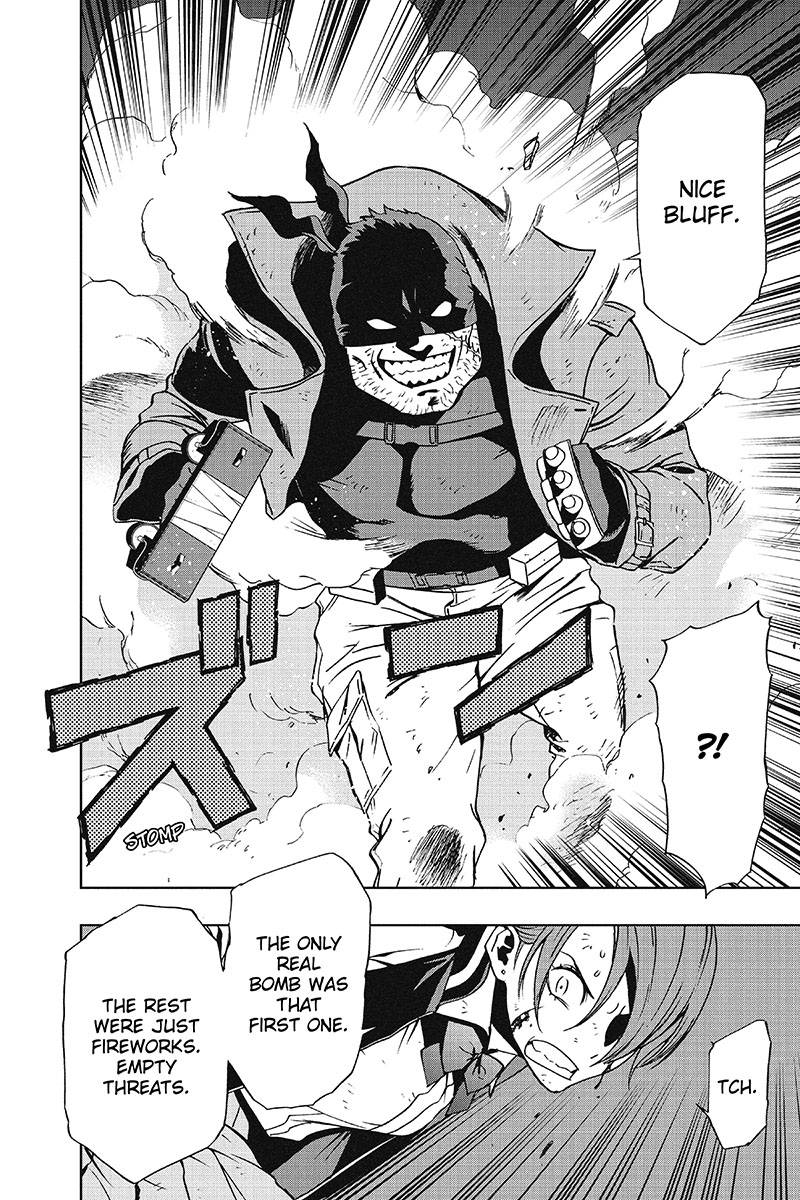 NICE
BLUFF.
?!
ズン
STOMP
THE ONLY
REAL
BOMB WAS
THAT
FIRST ONE.
THE REST
WERE JUST
FIREWORKS.
EMPTY
THREATS.
TCH.